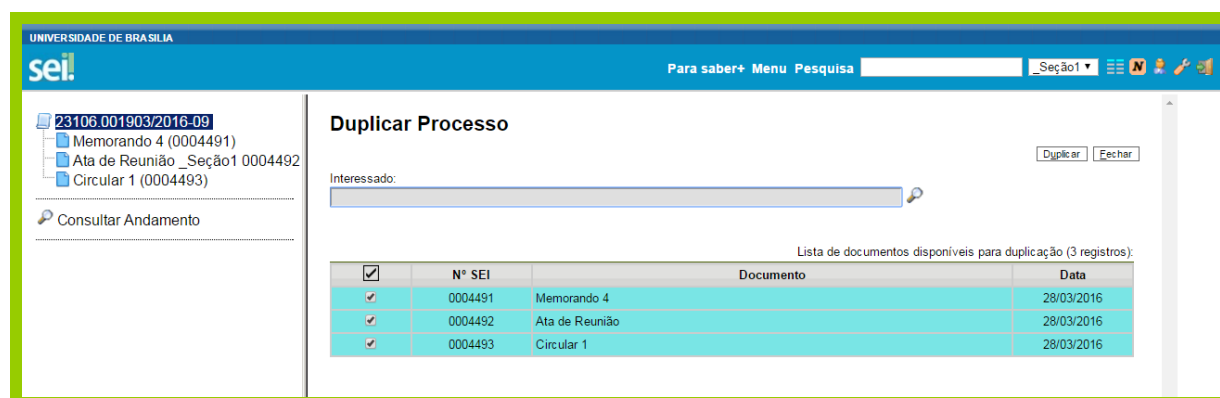 UNIVERSIDADE DE BRASILIA
sei!
Para saber+ Menu Pesquisa
_Seção1
N
23106.001903/2016-09
Memorando 4 (0004491)
Ata de Reunião _Seção1 0004492
Circular 1 (0004493)
Consultar Andamento
Duplicar Processo
Duplicar Fechar
Interessado:
Lista de documentos disponíveis para duplicação (3 registros):
Nº SEI Documento Data
0004491 Memorando 4 28/03/2016
0004492 Ata de Reunião 28/03/2016
0004493 Circular 1 28/03/2016